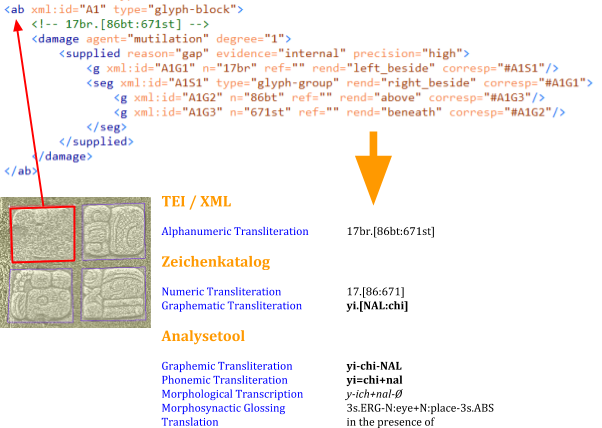 <ab xml:id="A1" type="glyph-block">
<!-- 17br.[86bt:671st] -->
<damage agent="mutilation" degree="1">
<supplied reason="gap" evidence="internal" precision="high">
<g xml:id="A1G1" n="17br" ref="" rend="left_beside" corresp="#A1S1"/>
<seg xml:id="A1S1" type="glyph-group" rend="right_beside" corresp="#A1G1">
<g xml:id="A1G2" n="86bt" ref="" rend="above" corresp="#A1G3"/>
<g xml:id="A1G3" n="671st" ref="" rend="beneath" corresp="#A1G2"/>
</seg>
</supplied>
</damage>
</ab>
TEI / XML
Alphanumeric Transliteration 17br.[86bt:671st]
Zeichenkatalog
Numeric Transliteration 17.[86:671]
Graphematic Transliteration yi.[NAL:chi]
Analysetool
Graphemic Transliteration yi-chi-NAL
Phonemic Transliteration yi=chi+nal
Morphological Transcription y-ich+nal-Ø
Morphosynactic Glossing 3s.ERG-N:eye+N:place-3s.ABS
Translation in the presence of